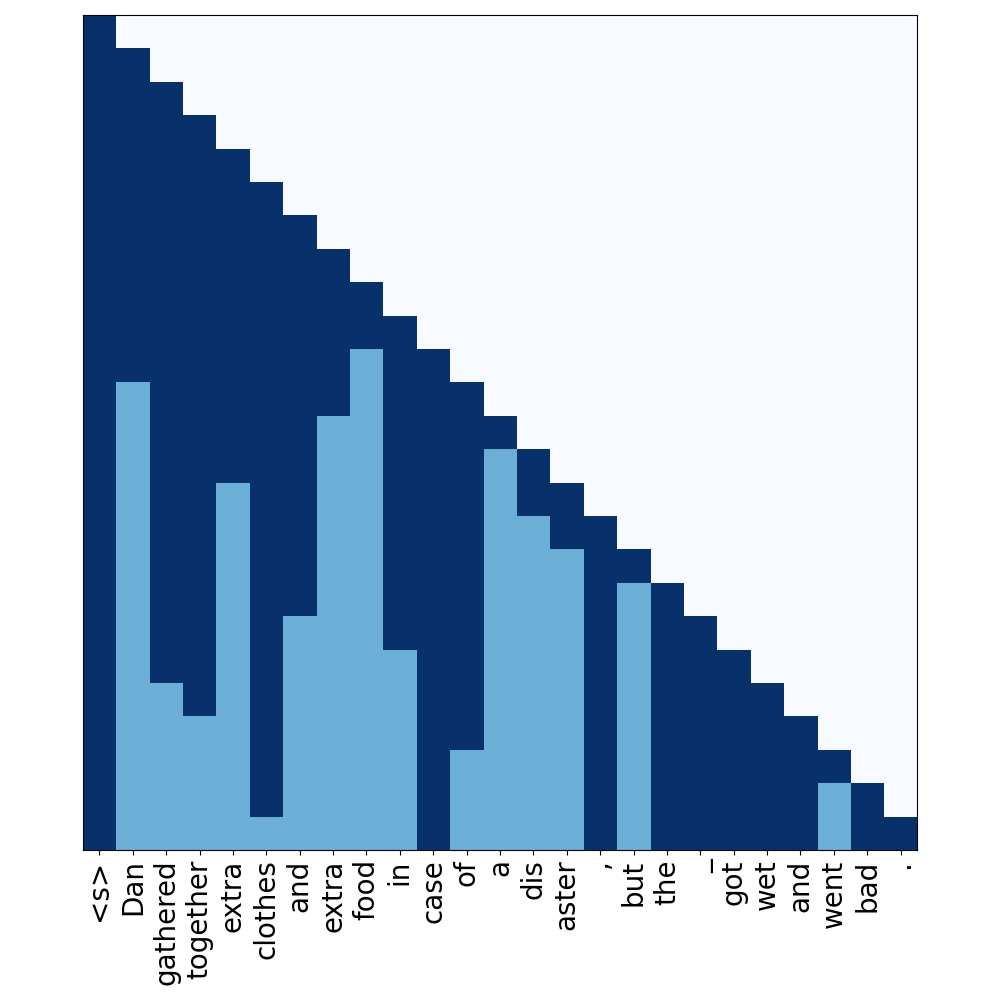 <s>
Dan
gathered
together
extra
clothes
and
extra
food
in
case
of
a
dis
aster
,
but
the
_
got
wet
and
went
bad
.